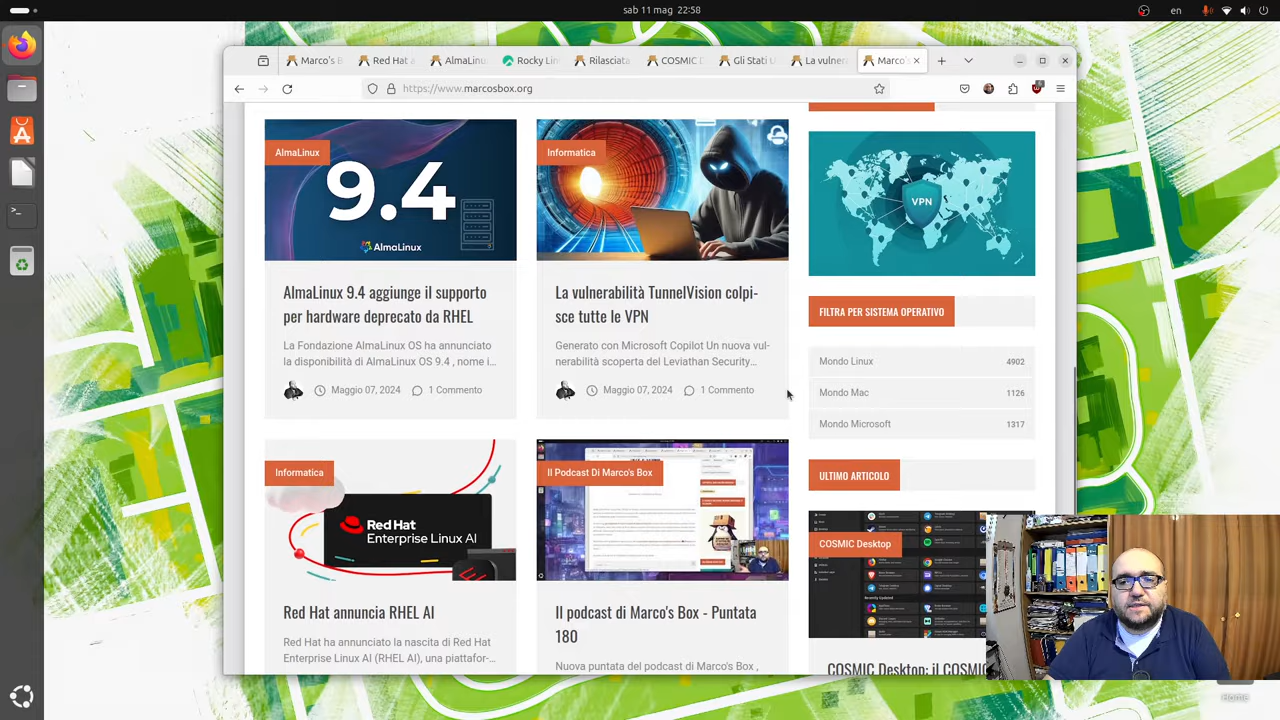 sab 11 mag 22:58
en
Marco's B
Red Hat a
AlmaLinu
Rocky Lin
Rilasciata
COSMIC D
Gli Stati U
La vulnera
Marco's
https://www.marcosbox.org
AlmaLinux
9.4
AlmaLinux
AlmaLinux 9.4 aggiunge il supporto
per hardware deprecato da RHEL
La Fondazione AlmaLinux OS ha annunciato
la disponibilità di AlmaLinux OS 9.4 , nome i...
Maggio 07, 2024
1 Commento
Informatica
La vulnerabilità TunnelVision colpi-
sce tutte le VPN
Generato con Microsoft Copilot Un nuova vul-
nerabilità scoperta del Leviathan Security...
Maggio 07, 2024
1 Commento
Informatica
Red Hat
Enterprise Linux AI
Red Hat annuncia RHEL AI
Red Hat ha annunciato la nascita di Red Hat
Enterprise Linux AI (RHEL AI), una piattafor-...
Il Podcast Di Marco's Box
Il podcast di Marco's Box - Puntata
180
Nuova puntata del podcast di Marco's Box ,
VPN
FILTRA PER SISTEMA OPERATIVO
Mondo Linux 4902
Mondo Mac 1126
Mondo Microsoft 1317
ULTIMO ARTICOLO
COSMIC Desktop
COSMIC Desktop: il COSMIC
Home